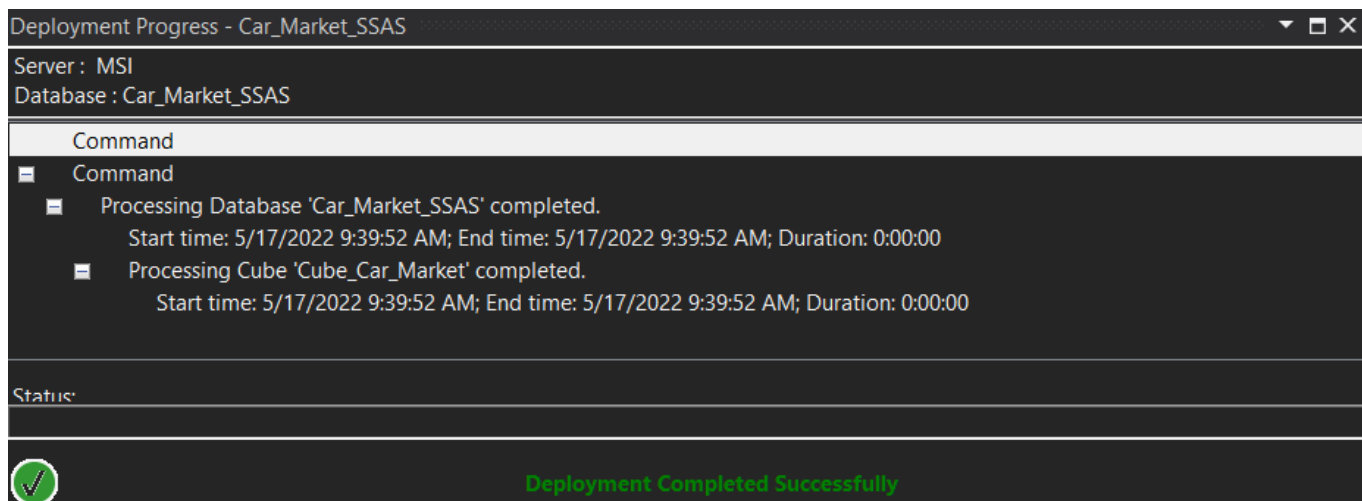 Deployment Progress - Car_Market_SSAS
Server : MSI
Database : Car_Market_SSAS
Command
Command
Processing Database 'Car_Market_SSAS' completed.
Start time: 5/17/2022 9:39:52 AM; End time: 5/17/2022 9:39:52 AM; Duration: 0:00:00
Processing Cube 'Cube_Car_Market' completed.
Start time: 5/17/2022 9:39:52 AM; End time: 5/17/2022 9:39:52 AM; Duration: 0:00:00
Status:
Deployment Completed Successfully